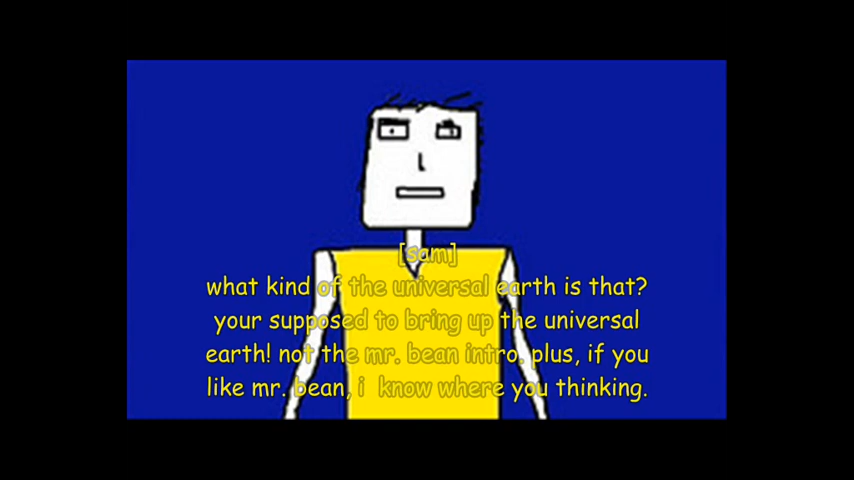 [sam]
what kind of the universal earth is that?
your supposed to bring up the universal
earth! not the mr. bean intro. plus, if you
like mr. bean, i  know where you thinking.